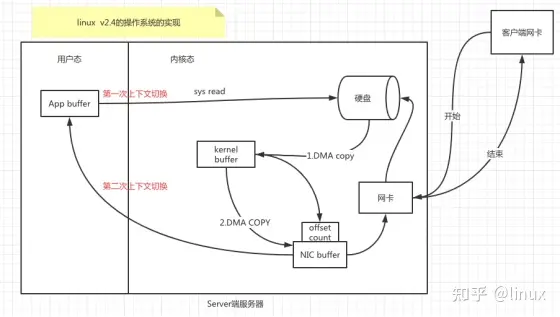 linux v2.4的操作系统的实现
客户端网卡
用户态
内核态
第一次上下文切换
sys read
App buffer
硬盘
开始
kernel
buffer
1.DMA copy
结束
第二次上下文切换
网卡
2.DMA COPY
offset
count
NIC buffer
Server端服务器
知乎 @linux